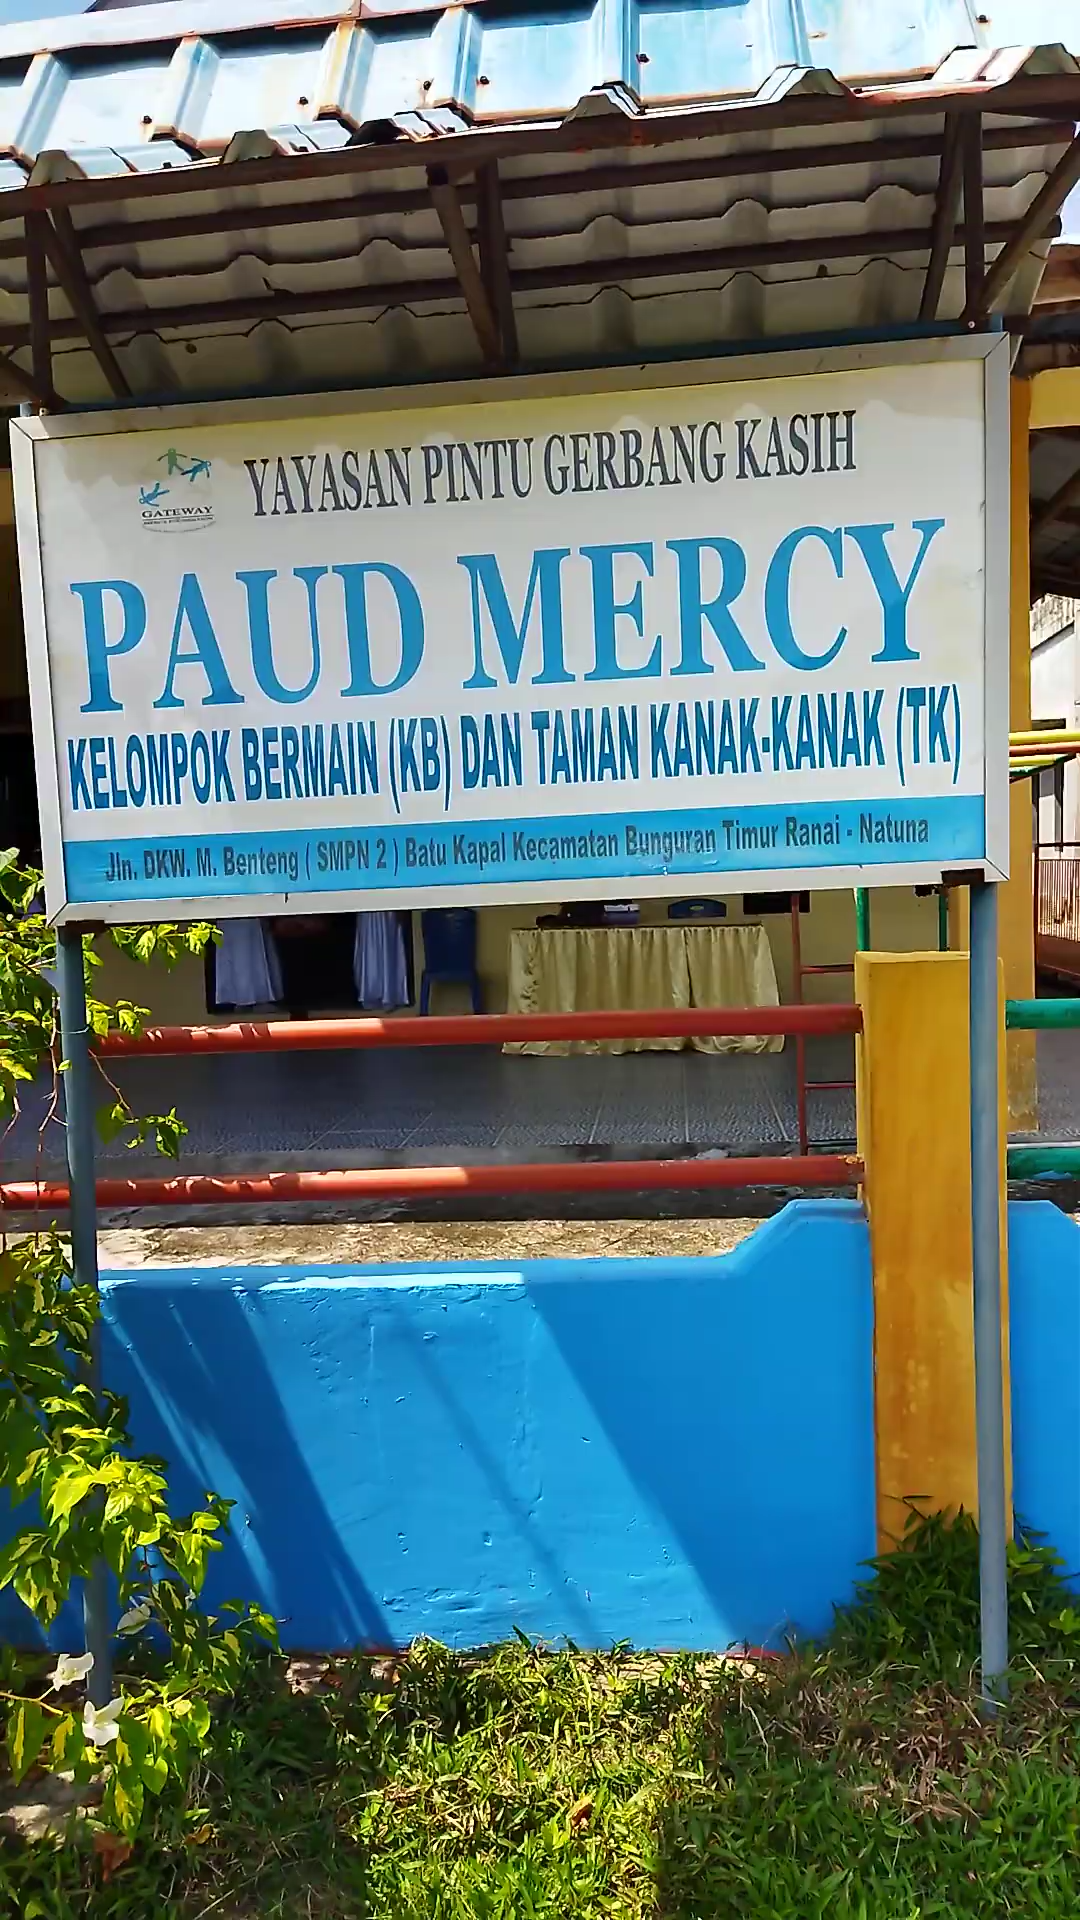 YAYASAN PINTU GERBANG KASIH
GATEWAY
PAUD MERCY
KELOMPOK BERMAIN (KB) DAN TAMAN KANAK-KANAK (TK)
Jln. DKW. M. Benteng ( SMPN 2 ) Batu Kapal Kecamatan Bunguran Timur Ranai - Natuna